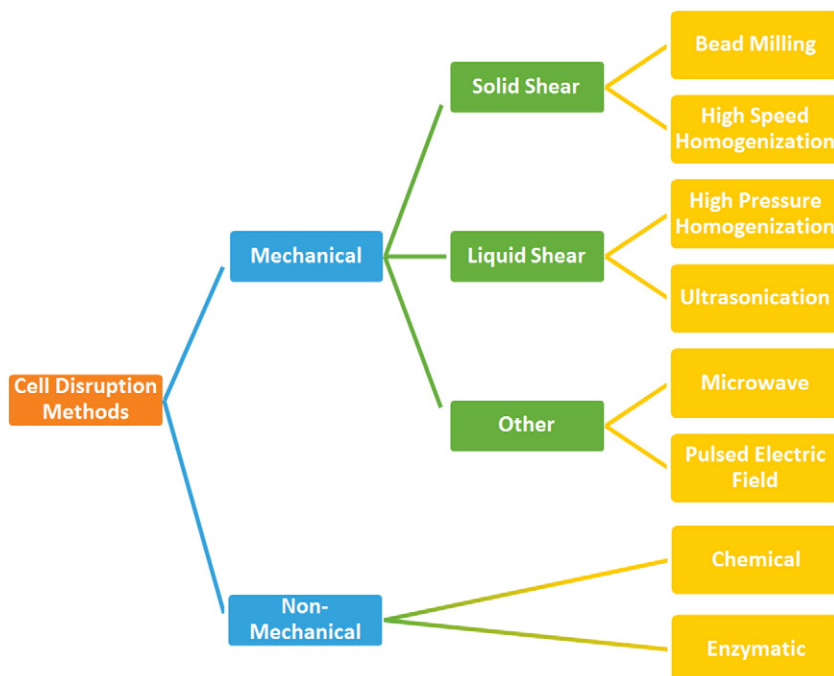 Cell Disruption
Methods
Mechanical
Non-
Mechanical
Solid Shear
Liquid Shear
Other
Bead Milling
High Speed
Homogenization
High Pressure
Homogenization
Ultrasonication
Microwave
Pulsed Electric
Field
Chemical
Enzymatic